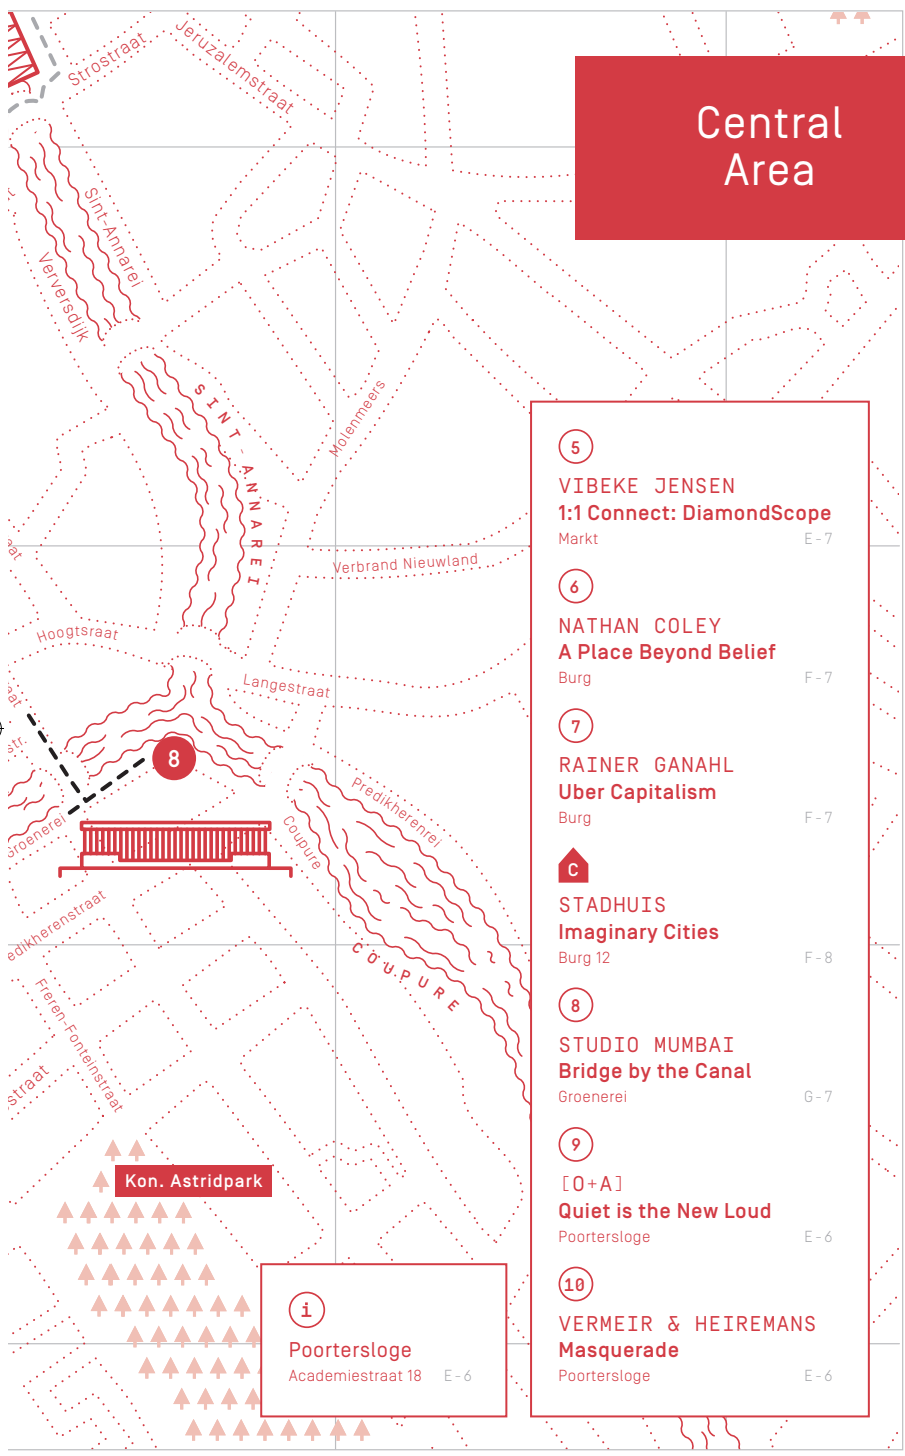 Central
Area
Strostraat
Jeruzalemstraat
Sint-Annarei
Verversdijk
SINT-ANNAREI
Molenmeers
Verbrand Nieuwland
Hoogtsraat
Langestraat
str.
8
Predikherenrei
Coupure
Groenerei
COUPURE
Freren-Fonteinstraat
Kon. Astridpark
5
VIBEKE JENSEN
1:1 Connect: DiamondScope
Markt E-7
6
NATHAN COLEY
A Place Beyond Belief
Burg F-7
7
RAINER GANAHL
Uber Capitalism
Burg F-7
C
STADHUIS
Imaginary Cities
Burg 12 F-8
8
STUDIO MUMBAI
Bridge by the Canal
Groenerei G-7
9
[O+A]
Quiet is the New Loud
Poortersloge E-6
10
VERMEIR & HEIREMANS
Masquerade
Poortersloge E-6
i
Poortersloge
Academiestraat 18 E-6